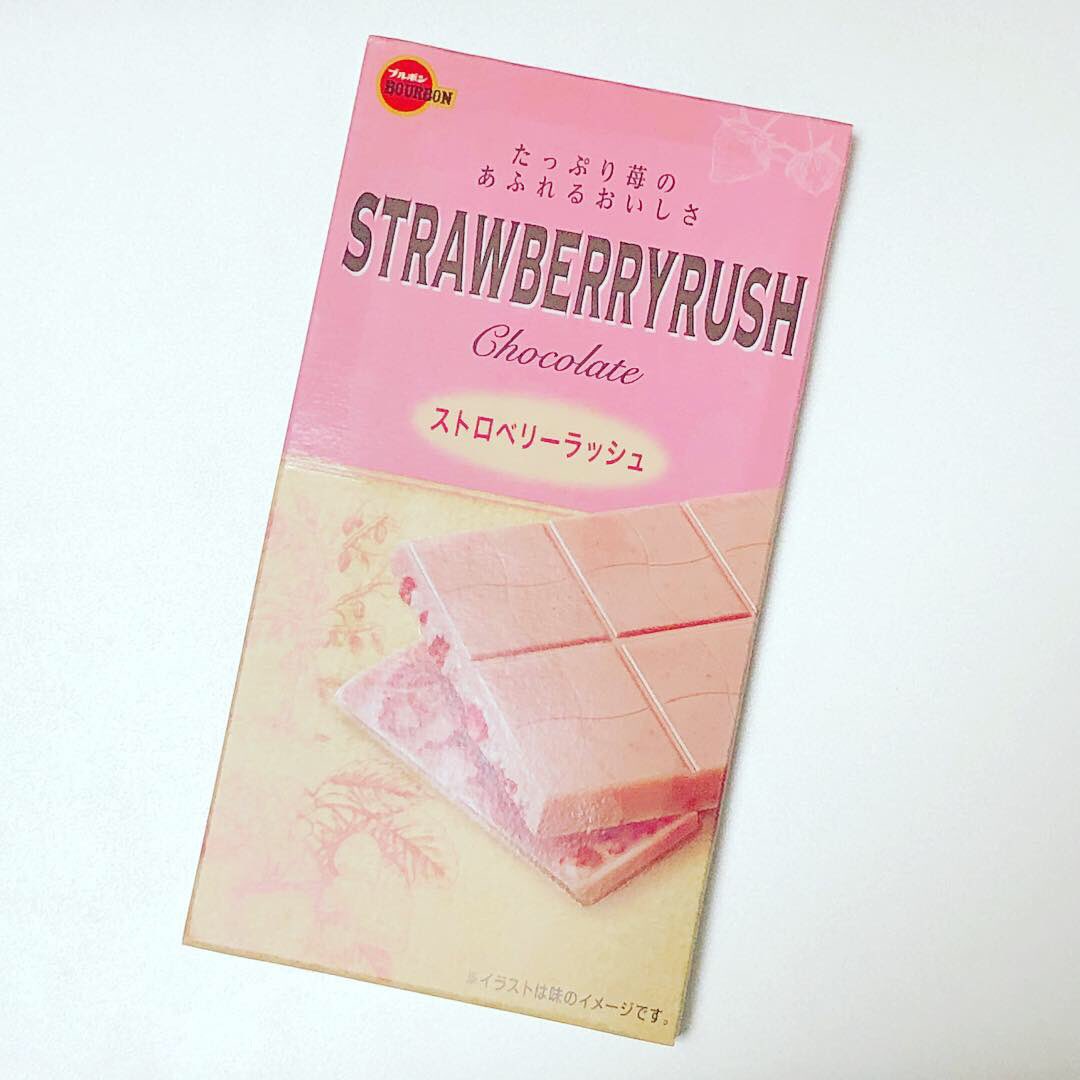 ブルボン
BOURBON
たっぷり苺の
あふれるおいしさ
STRAWBERRYRUSH
Chocolate
ストロベリーラッシュ
※イラストは味のイメージです。